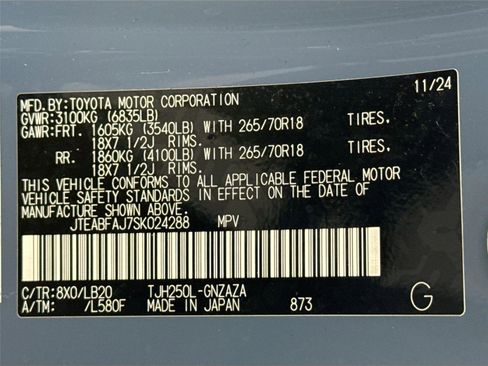 MFD.BY:TOYOTA MOTOR CORPORATION 11/24
GVWR:3100KG (6835LB)
GAWR:FRT. 1605KG (3540LB) WITH 265/70R18 TIRES.
18X7 1/2J RIMS.
RR. 1860KG (4100LB) WITH 265/70R18 TIRES.
18X7 1/2J RIMS.
THIS VEHICLE CONFORMS TO ALL APPLICABLE FEDERAL MOTOR
VEHICLE SAFETY STANDARDS IN EFFECT ON THE DATE OF
MANUFACTURE SHOWN ABOVE.
JTEABFAJ7SK024288 MPV
C/TR:8X0/LB20 TJH250L-GNZAZA
A/TM: /L580F MADE IN JAPAN 873 G